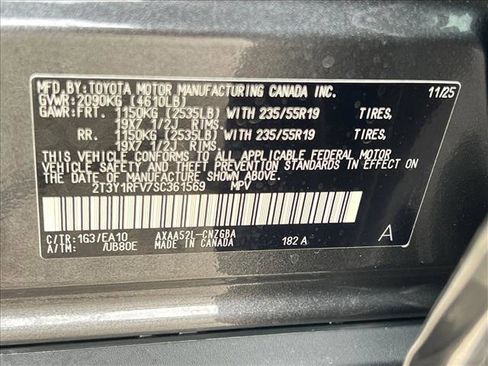 MFD. BY: TOYOTA MOTOR MANUFACTURING CANADA INC. 11/25
GVWR: 2090KG (4610LB)
GAWR: FRT. 1150KG (2535LB) WITH 235/55R19 TIRES,
19X7 1/2J RIMS.
RR. 1150KG (2535LB) WITH 235/55R19 TIRES,
19X7 1/2J RIMS.
THIS VEHICLE CONFORMS TO ALL APPLICABLE FEDERAL MOTOR
VEHICLE SAFETY AND THEFT PREVENTION STANDARDS IN EFFECT ON
THE DATE OF MANUFACTURE SHOWN ABOVE.
2T3Y1RFV7SC361569 MPV
C/TR: 1G3/EA10 AXAA52L-CNZGBA
A/TM: /UB80E MADE IN CANADA 182 A A